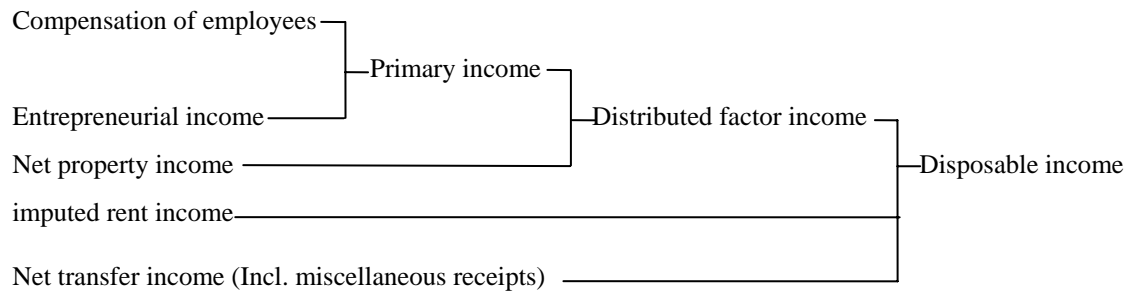 Compensation of employees
Primary income
Entrepreneurial income
Distributed factor income
Net property income
Disposable income
imputed rent income
Net transfer income (Incl. miscellaneous receipts)